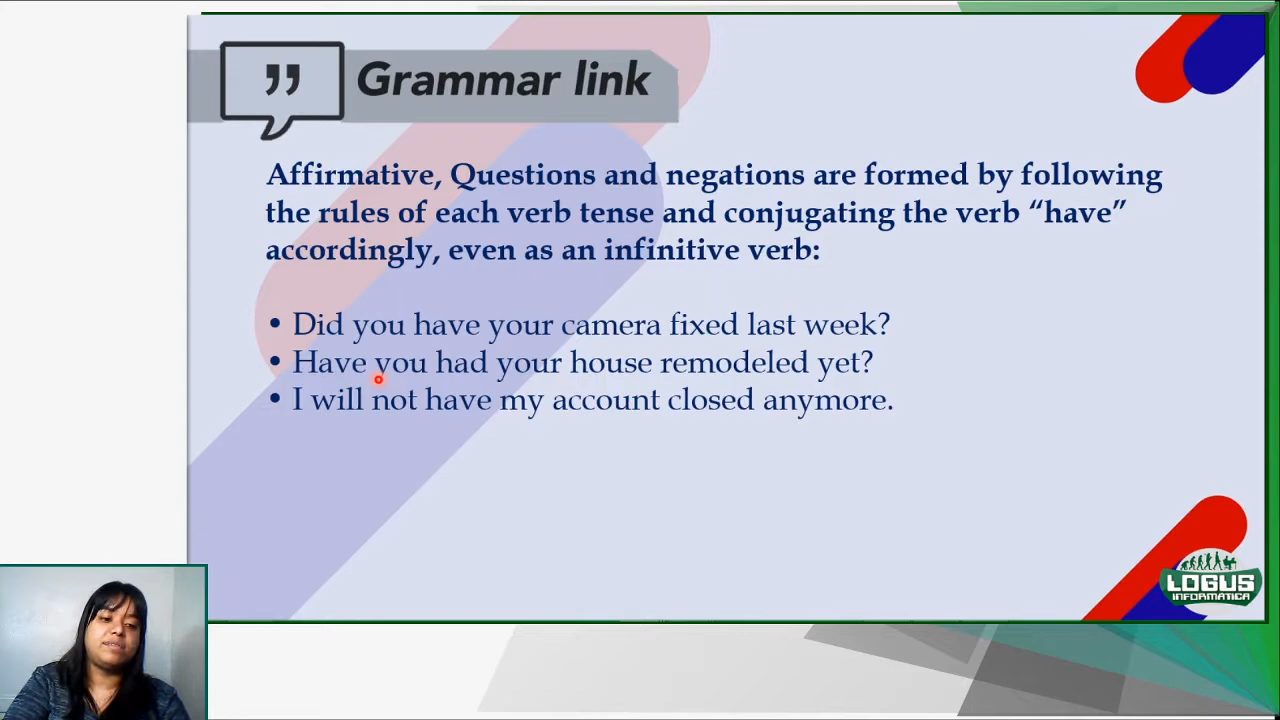 Grammar link
Affirmative, Questions and negations are formed by following
the rules of each verb tense and conjugating the verb “have”
accordingly, even as an infinitive verb:
• Did you have your camera fixed last week?
• Have you had your house remodeled yet?
• I will not have my account closed anymore.
LOGUS
INFORMATICA